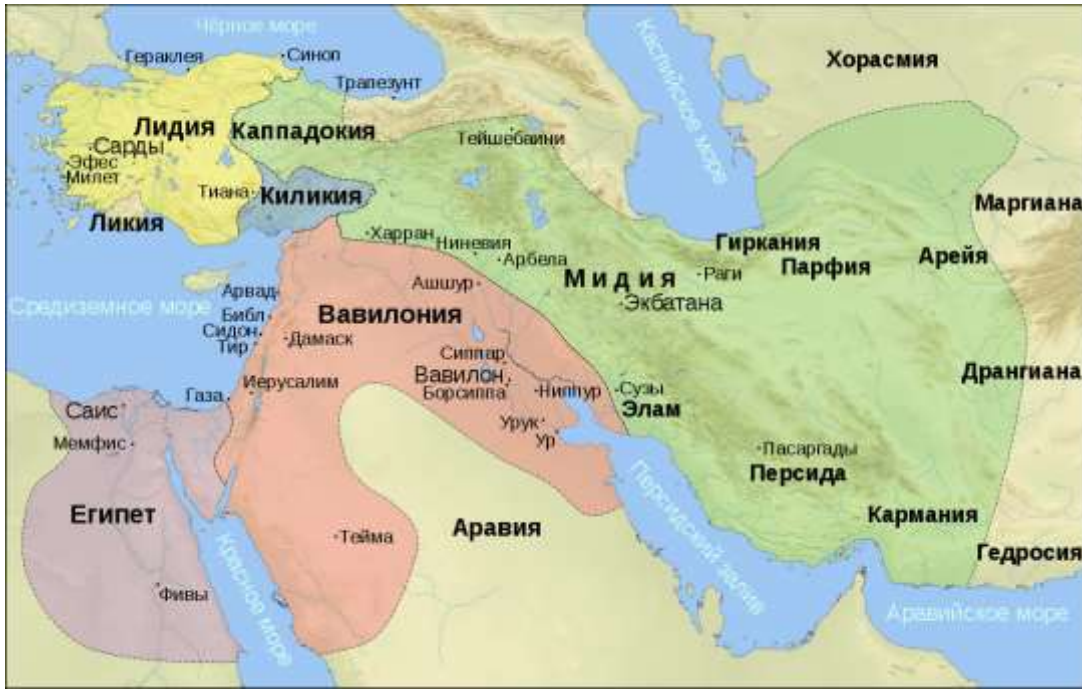 Чёрное море
Гераклея
Синоп
Трапезунт
Каспийское море
Хорасмия
Лидия
Каппадокия
Сарды
Эфес
Милет
Тейшебаини
Тиана
Киликия
Ликия
Маргиана
Харран
Ниневия
Арбела
Гиркания
Парфия
Арейя
Мидия
Раги
Экбатана
Ашшур
Средиземное море
Арвад
Библ
Сидон
Тир
Вавилония
Дамаск
Сиппар
Вавилон
Борсиппа
Ниппур
Сузы
Элам
Дрангиана
Газа
Иерусалим
Саис
Мемфис
Урук
Ур
Пасаргады
Персида
Египет
Аравия
Кармания
Тейма
Персидский залив
Гедросия
Фивы
Красное море
Аравийское море